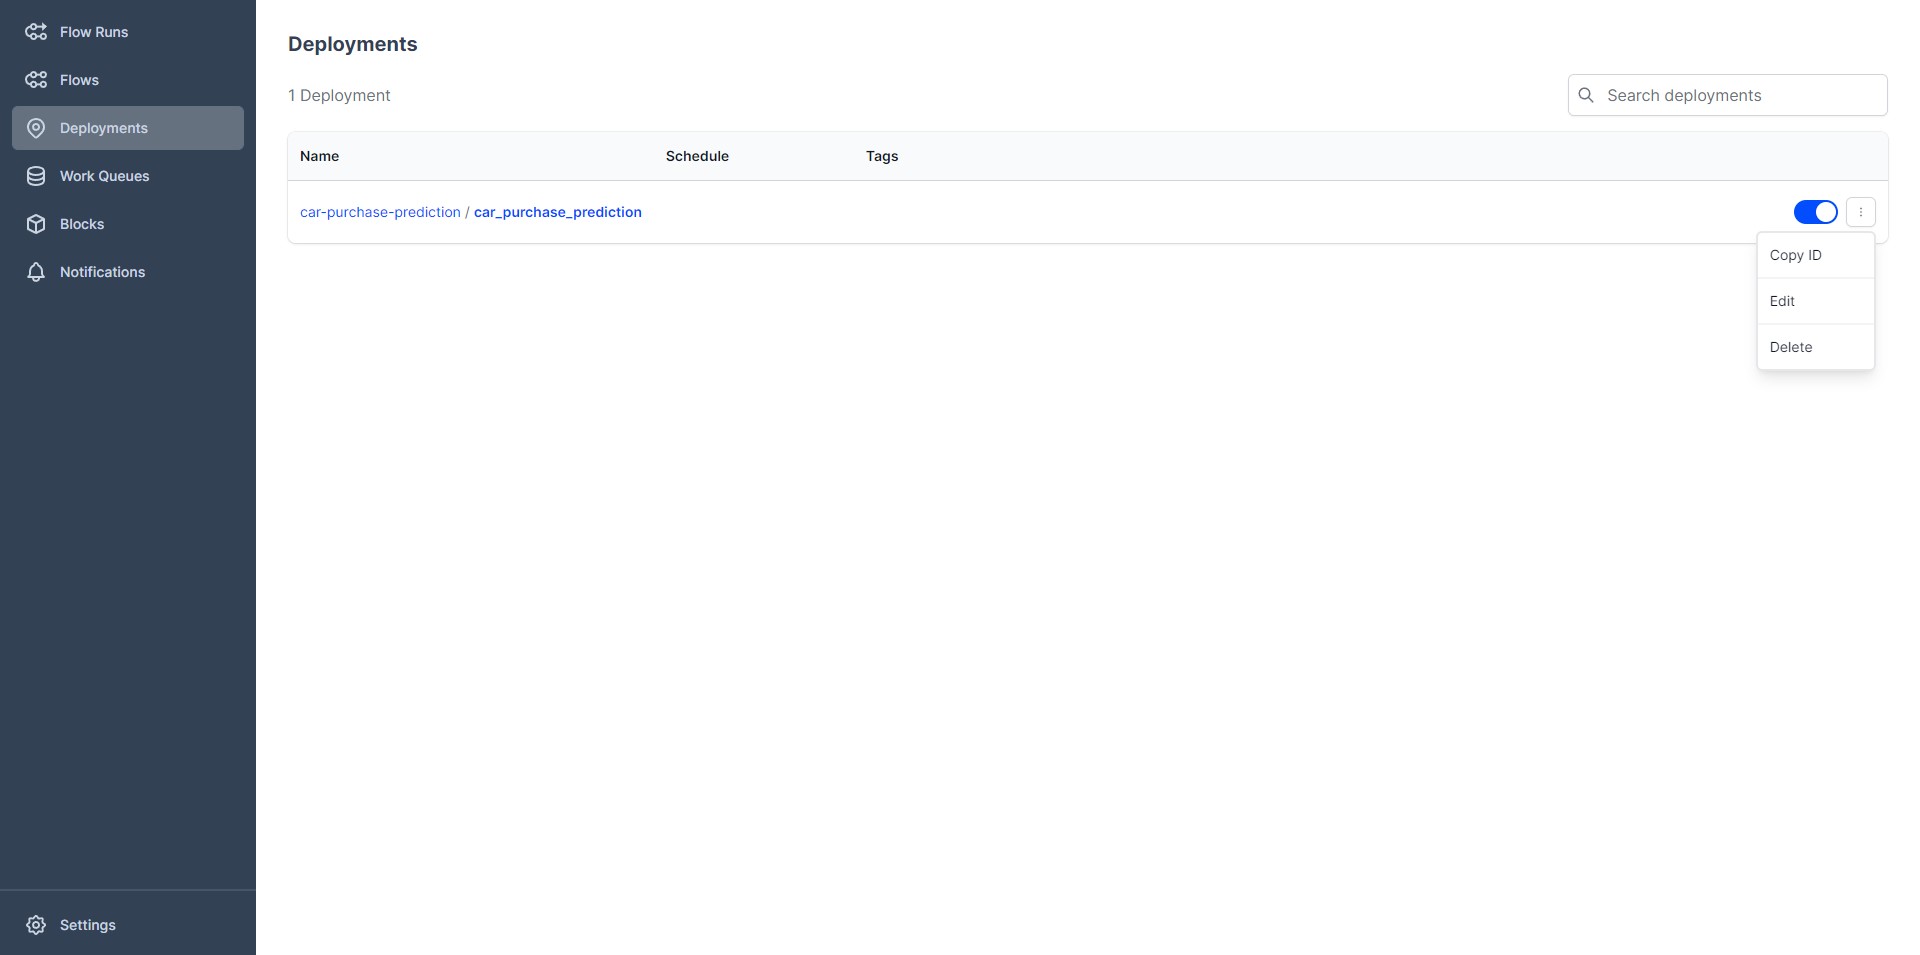 Flow Runs
Flows
Deployments
Work Queues
Blocks
Notifications
Settings
Deployments
1 Deployment
Search deployments
Name Schedule Tags
car-purchase-prediction / car_purchase_prediction
Copy ID
Edit
Delete